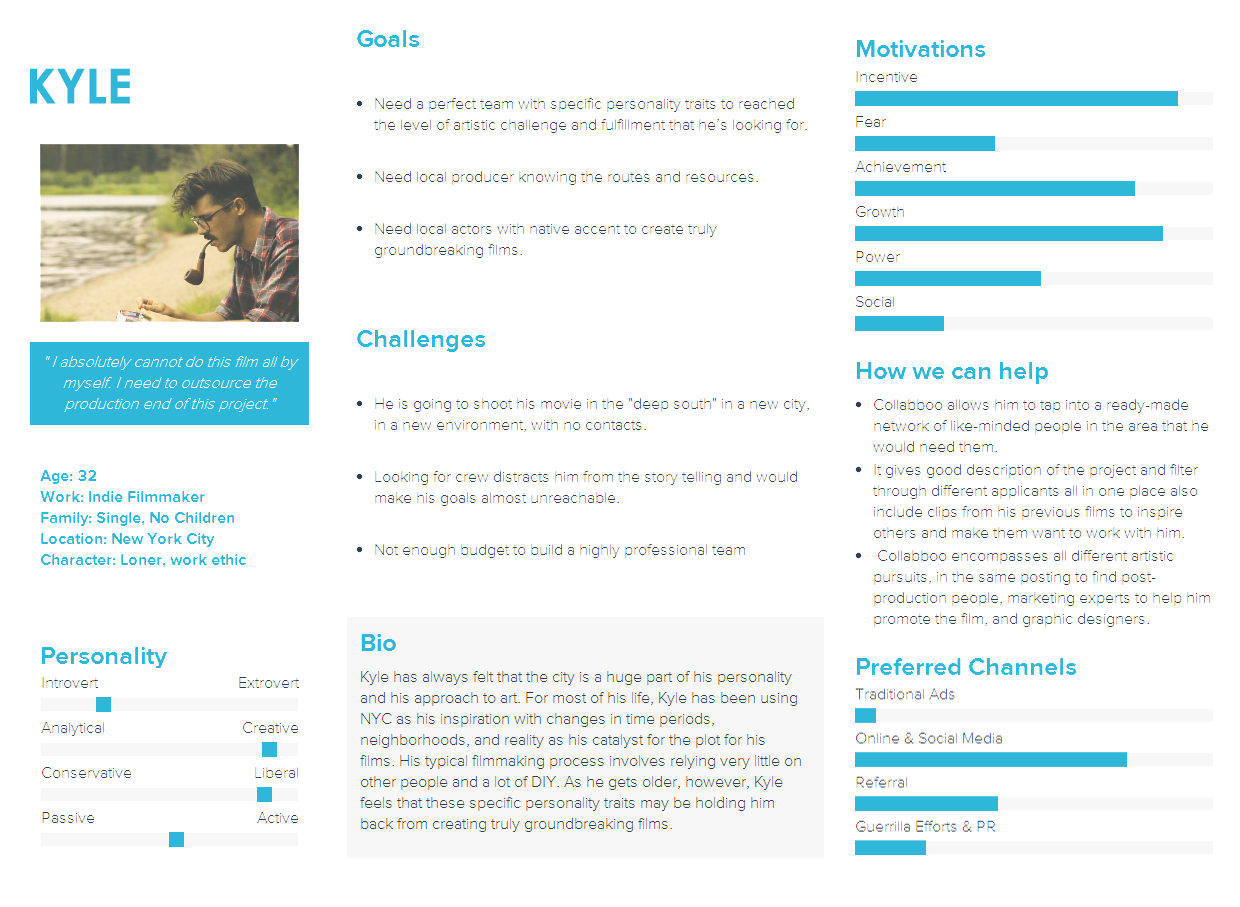 KYLE
" I absolutely cannot do this film all by
myself. I need to outsource the
production end of this project."
Age: 32
Work: Indie Filmmaker
Family: Single, No Children
Location: New York City
Character: Loner, work ethic
Personality
Introvert Extrovert
Analytical Creative
Conservative Liberal
Passive Active
Goals
• Need a perfect team with specific personality traits to reached
the level of artistic challenge and fulfillment that he's looking for.
• Need local producer knowing the routes and resources.
• Need local actors with native accent to create truly
groundbreaking films.
Challenges
• He is going to shoot his movie in the "deep south" in a new city,
in a new environment, with no contacts.
• Looking for crew distracts him from the story telling and would
make his goals almost unreachable.
• Not enough budget to build a highly professional team
Bio
Kyle has always felt that the city is a huge part of his personality
and his approach to art. For most of his life, Kyle has been using
NYC as his inspiration with changes in time periods,
neighborhoods, and reality as his catalyst for the plot for his
films. His typical filmmaking process involves relying very little on
other people and a lot of DIY. As he gets older, however, Kyle
feels that these specific personality traits may be holding him
back from creating truly groundbreaking films.
Motivations
Incentive
Fear
Achievement
Growth
Power
Social
How we can help
• Collabboo allows him to tap into a ready-made
network of like-minded people in the area that he
would need them.
• It gives good description of the project and filter
through different applicants all in one place also
include clips from his previous films to inspire
others and make them want to work with him.
• Collabboo encompasses all different artistic
pursuits, in the same posting to find post-
production people, marketing experts to help him
promote the film, and graphic designers.
Preferred Channels
Traditional Ads
Online & Social Media
Referral
Guerrilla Efforts & PR